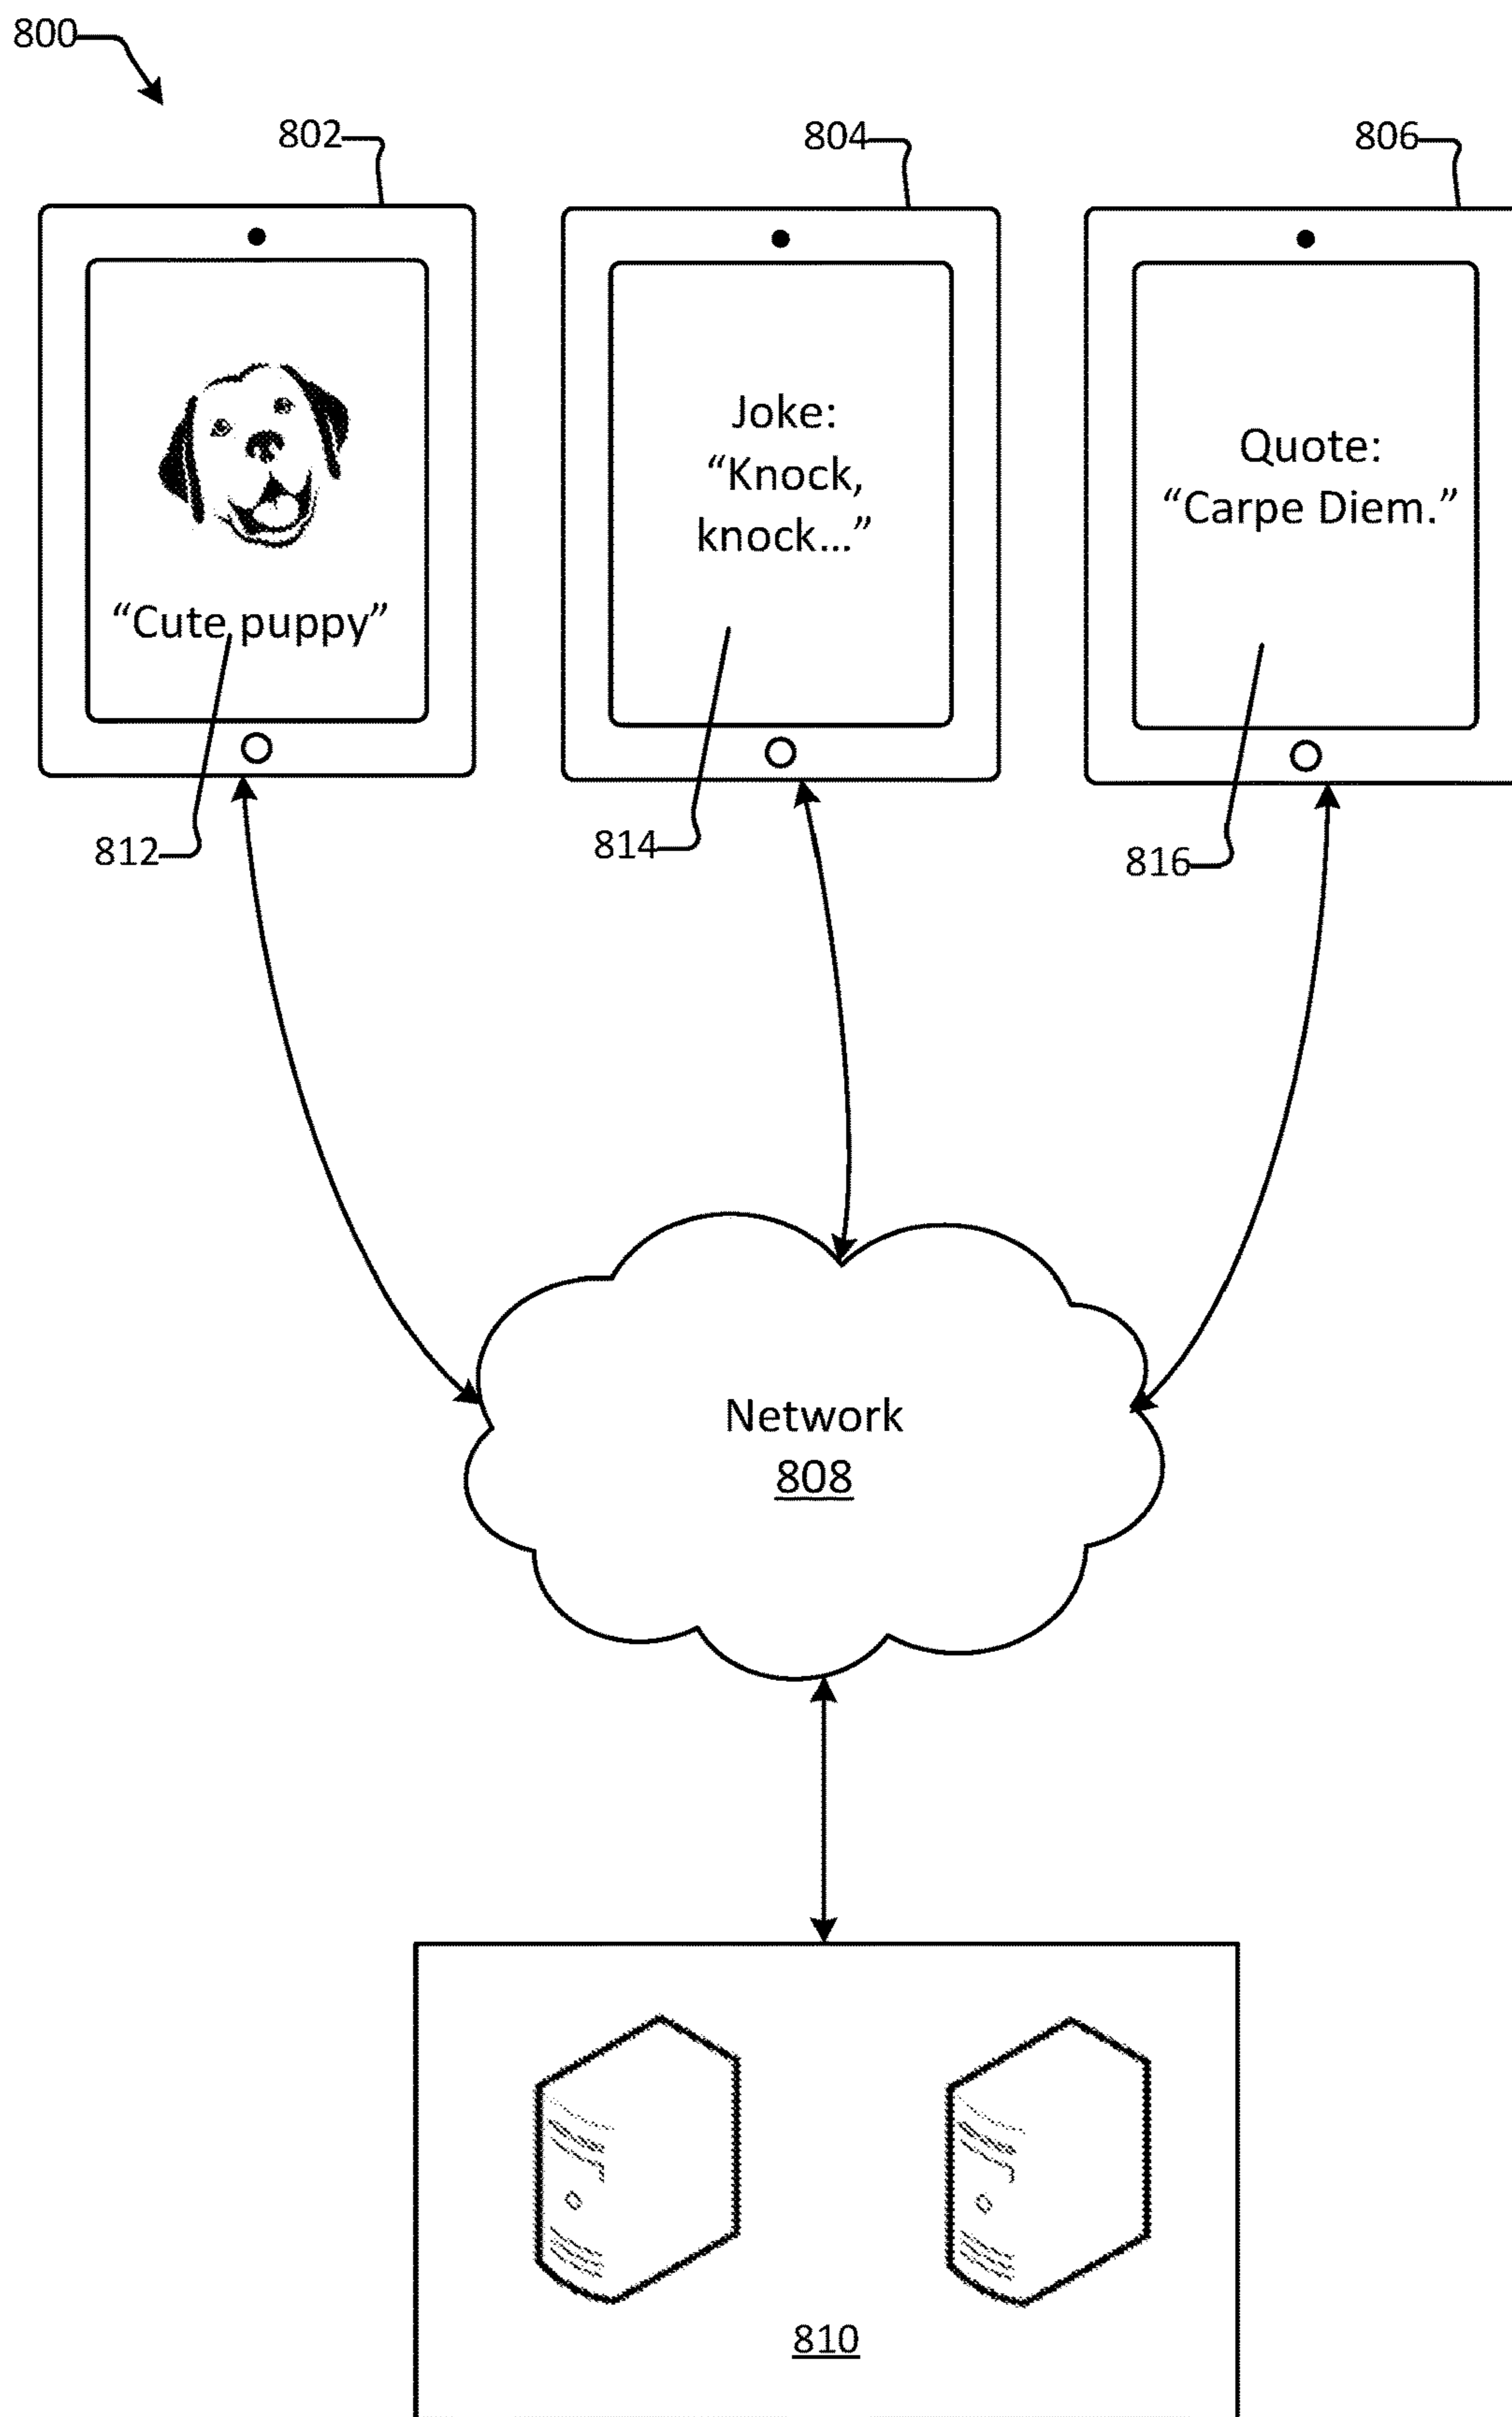 800
802
804
806
“Cute puppy”
Joke:
“Knock,
knock...”
Quote:
“Carpe Diem.”
812
814
816
Network
808
810